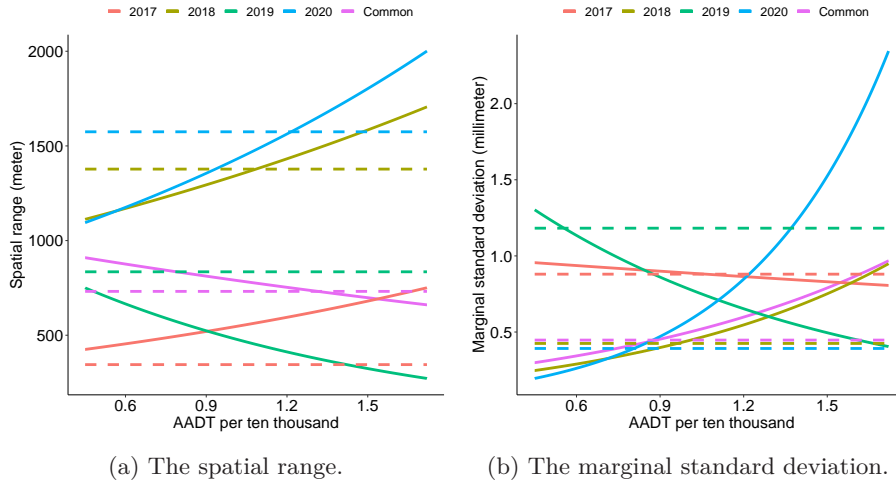 2017 2018 2019 2020 Common
Spatial range (meter)
2000
1500
1000
500
0.6 0.9 1.2 1.5
AADT per ten thousand
(a) The spatial range.
2017 2018 2019 2020 Common
Marginal standard deviation (millimeter)
2.0
1.5
1.0
0.5
0.6 0.9 1.2 1.5
AADT per ten thousand
(b) The marginal standard deviation.